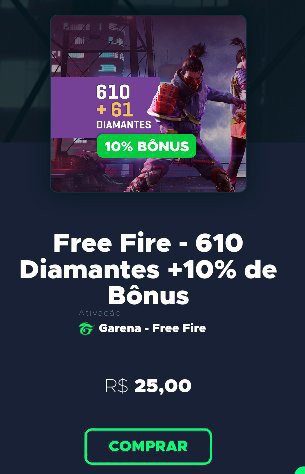 610
+ 61
DIAMANTES
10% BÔNUS
Free Fire - 610
Diamantes +10% de
Bônus
Ativação
Garena - Free Fire
R$ 25,00
COMPRAR